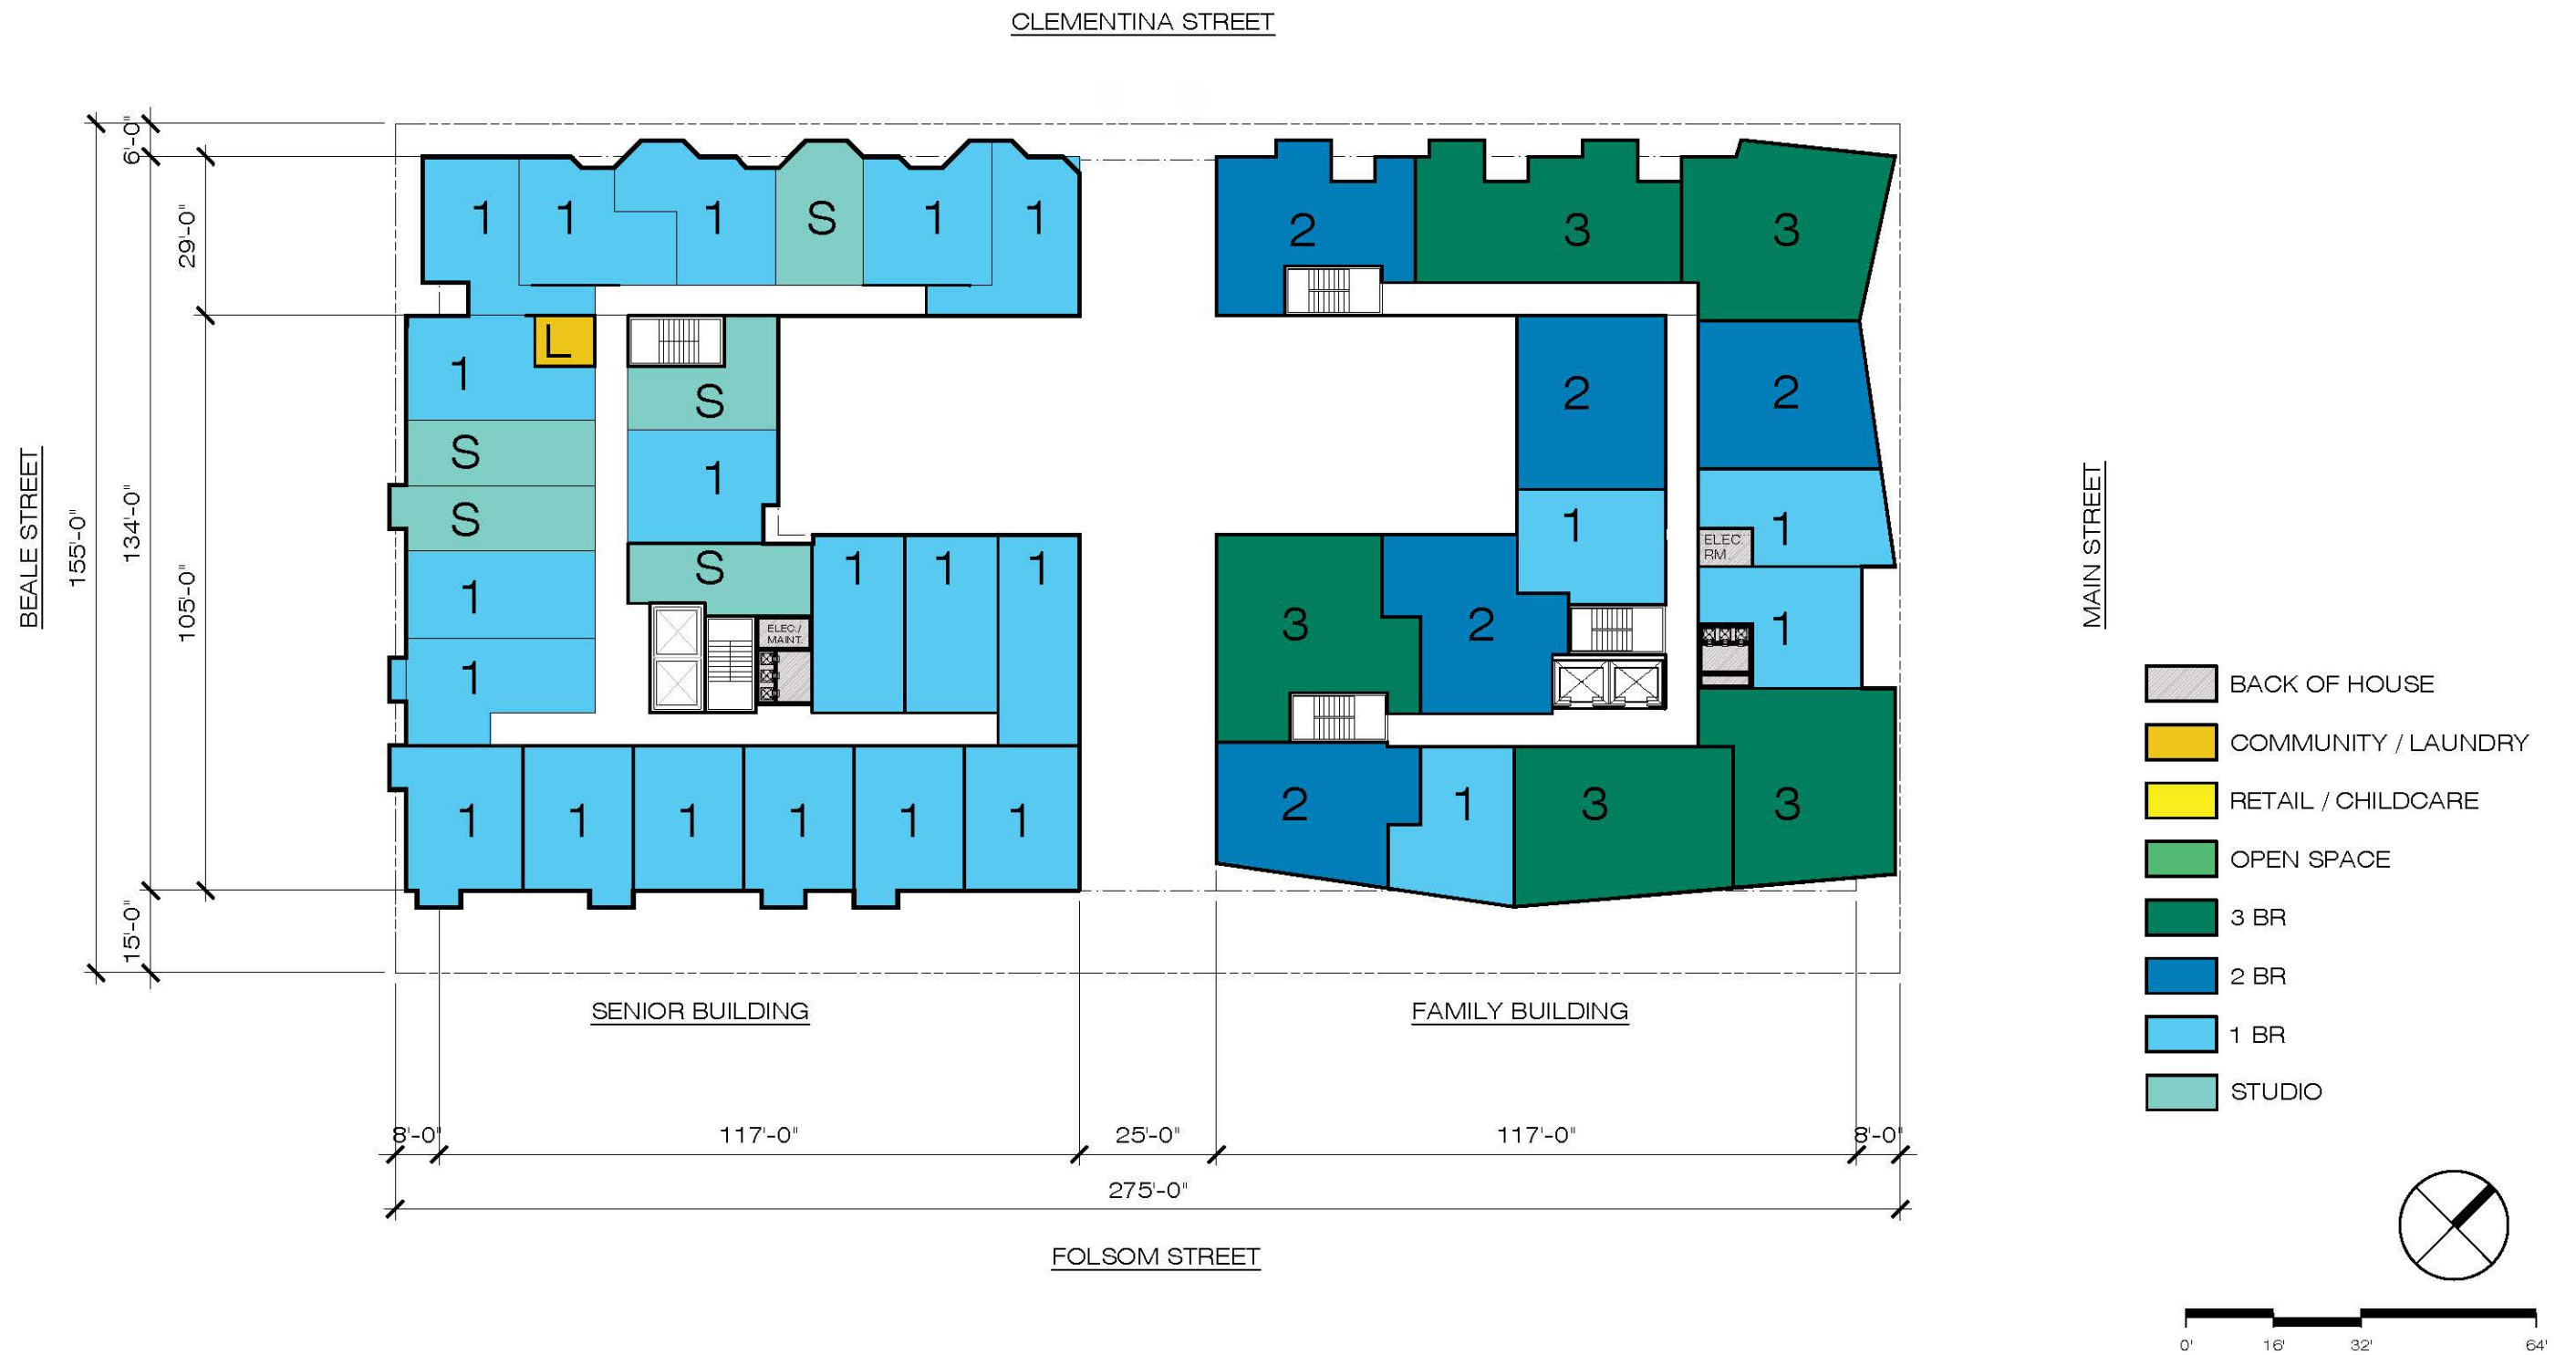 CLEMENTINA STREET
6'-0"
29'-0"
155'-0"
134'-0"
105'-0"
15'-0"
BEALE STREET
1 1 1 S 1 1
L
1
S
S
1
1
S
1
S
1 1 1
ELEC./
MAINT.
1 1 1 1 1 1
2 3 3
2 2
1 1
ELEC
RM.
3 2 1
2 1 3 3
MAIN STREET
BACK OF HOUSE
COMMUNITY / LAUNDRY
RETAIL / CHILDCARE
OPEN SPACE
3 BR
2 BR
1 BR
STUDIO
SENIOR BUILDING
FAMILY BUILDING
8'-0" 117'-0" 25'-0" 117'-0" 8'-0"
275'-0"
FOLSOM STREET
0' 16' 32' 64'